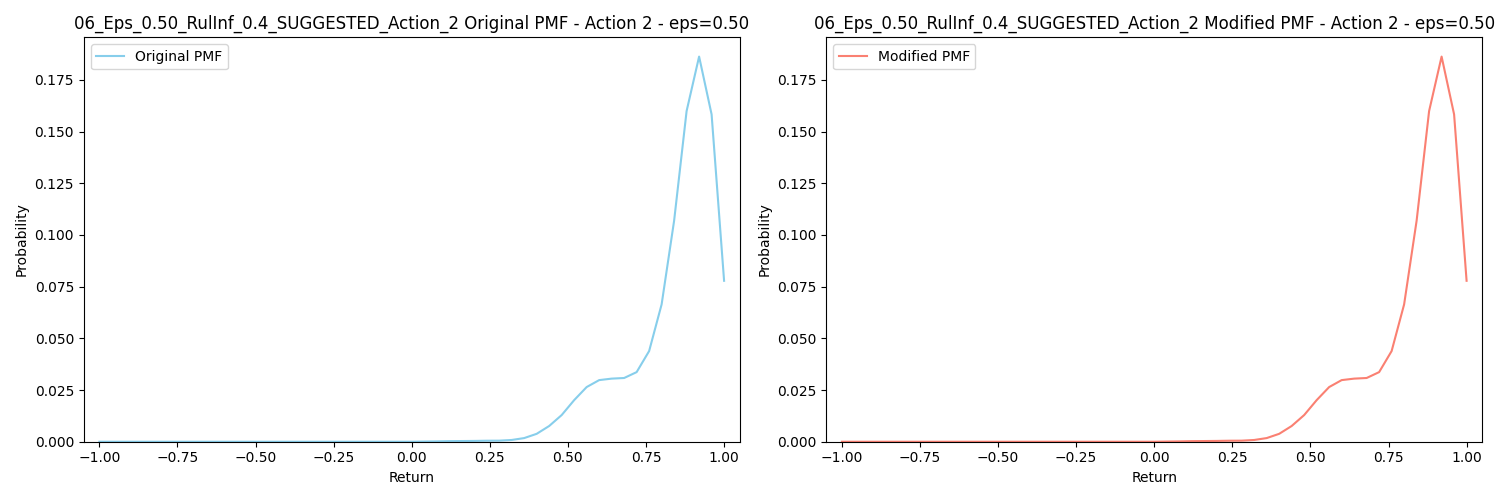 06_Eps_0.50_RulInf_0.4_SUGGESTED_Action_2 Original PMF - Action 2 - eps=0.50
Original PMF
0.175
0.150
0.125
0.100
0.075
0.050
0.025
0.000
Probability
−1.00 −0.75 −0.50 −0.25 0.00 0.25 0.50 0.75 1.00
Return
06_Eps_0.50_RulInf_0.4_SUGGESTED_Action_2 Modified PMF - Action 2 - eps=0.50
Modified PMF
0.175
0.150
0.125
0.100
0.075
0.050
0.025
0.000
Probability
−1.00 −0.75 −0.50 −0.25 0.00 0.25 0.50 0.75 1.00
Return